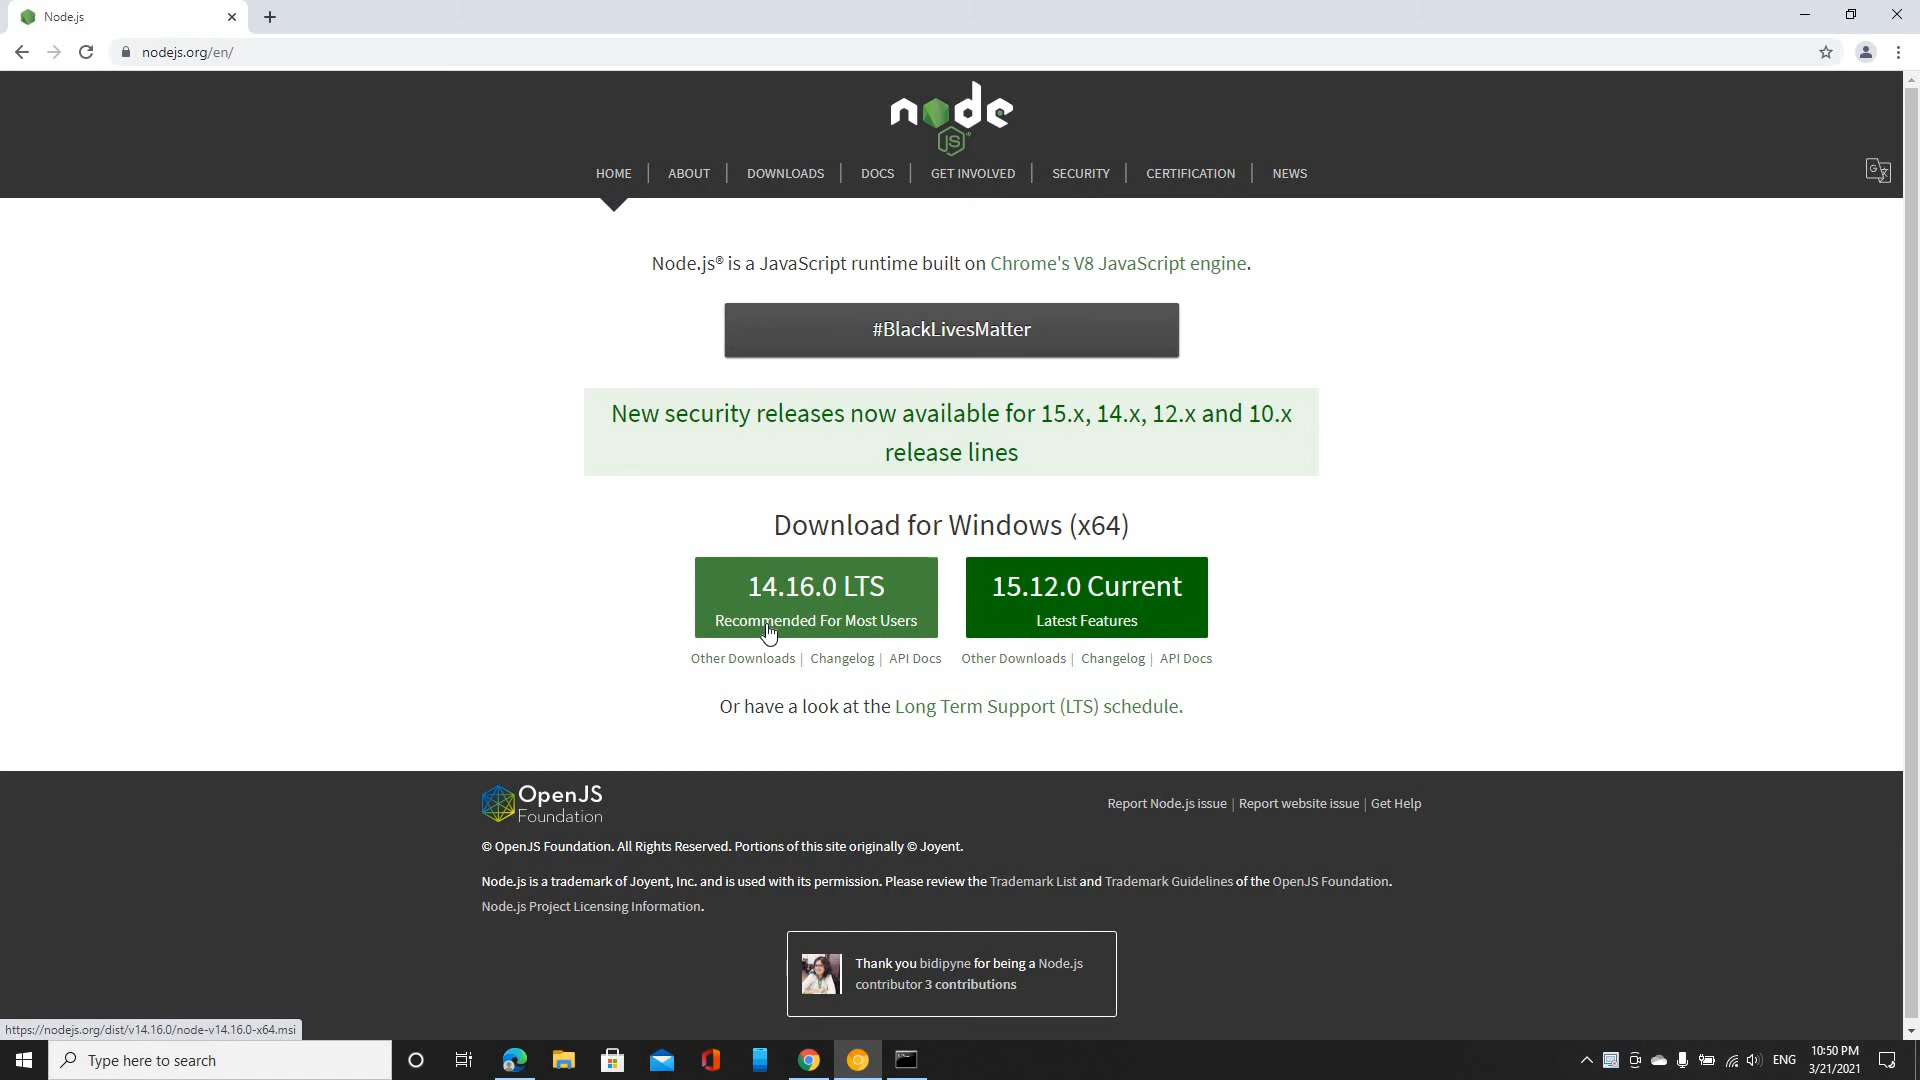 Node.js
nodejs.org/en/
node
JS
HOME | ABOUT | DOWNLOADS | DOCS | GET INVOLVED | SECURITY | CERTIFICATION | NEWS
Node.js® is a JavaScript runtime built on Chrome's V8 JavaScript engine.
#BlackLivesMatter
New security releases now available for 15.x, 14.x, 12.x and 10.x
release lines
Download for Windows (x64)
14.16.0 LTS
Recommended For Most Users
15.12.0 Current
Latest Features
Other Downloads | Changelog | API Docs
Other Downloads | Changelog | API Docs
Or have a look at the Long Term Support (LTS) schedule.
OpenJS
Foundation
Report Node.js issue | Report website issue | Get Help
© OpenJS Foundation. All Rights Reserved. Portions of this site originally © Joyent.
Node.js is a trademark of Joyent, Inc. and is used with its permission. Please review the Trademark List and Trademark Guidelines of the OpenJS Foundation.
Node.js Project Licensing Information.
Thank you bidipyne for being a Node.js
contributor 3 contributions
https://nodejs.org/dist/v14.16.0/node-v14.16.0-x64.msi
Type here to search
ENG
10:50 PM
3/21/2021